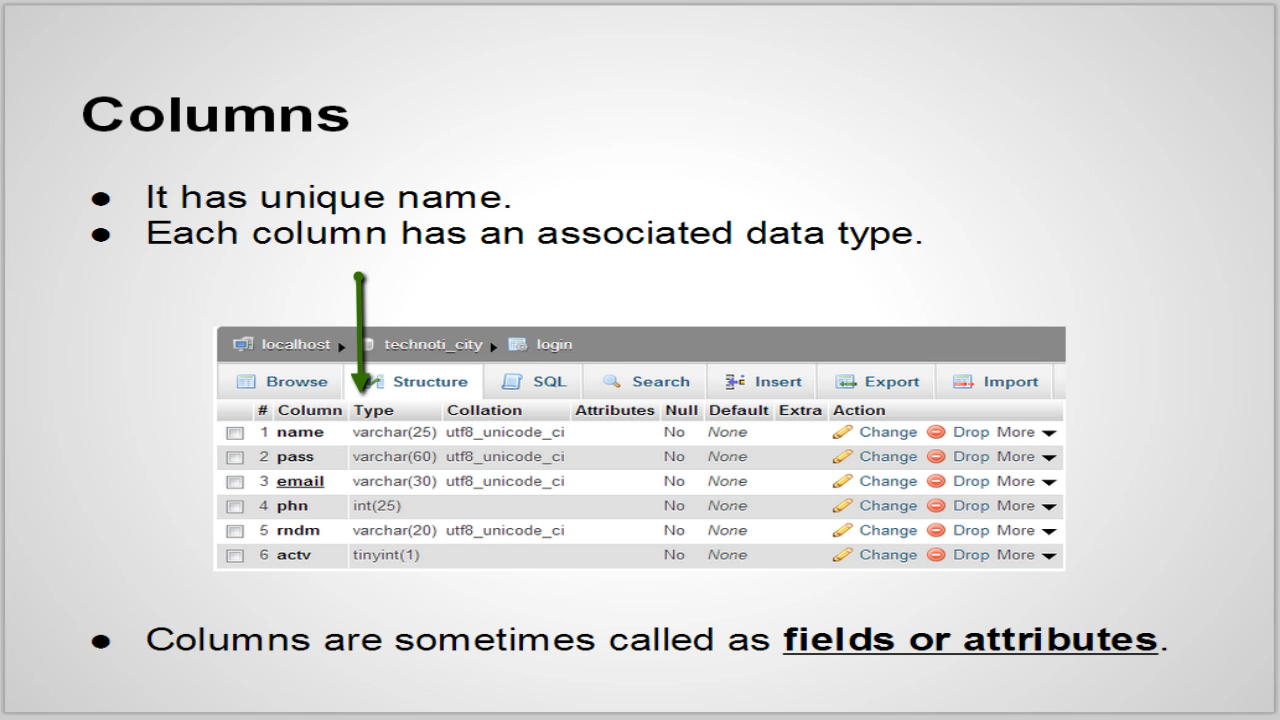 Columns
● It has unique name.
● Each column has an associated data type.
localhost ▸ technoti_city ▸ login
Browse Structure SQL Search Insert Export Import
# Column Type Collation Attributes Null Default Extra Action
1 name varchar(25) utf8_unicode_ci No None Change Drop More
2 pass varchar(60) utf8_unicode_ci No None Change Drop More
3 email varchar(30) utf8_unicode_ci No None Change Drop More
4 phn int(25) No None Change Drop More
5 rndm varchar(20) utf8_unicode_ci No None Change Drop More
6 actv tinyint(1) No None Change Drop More
● Columns are sometimes called as fields or attributes.